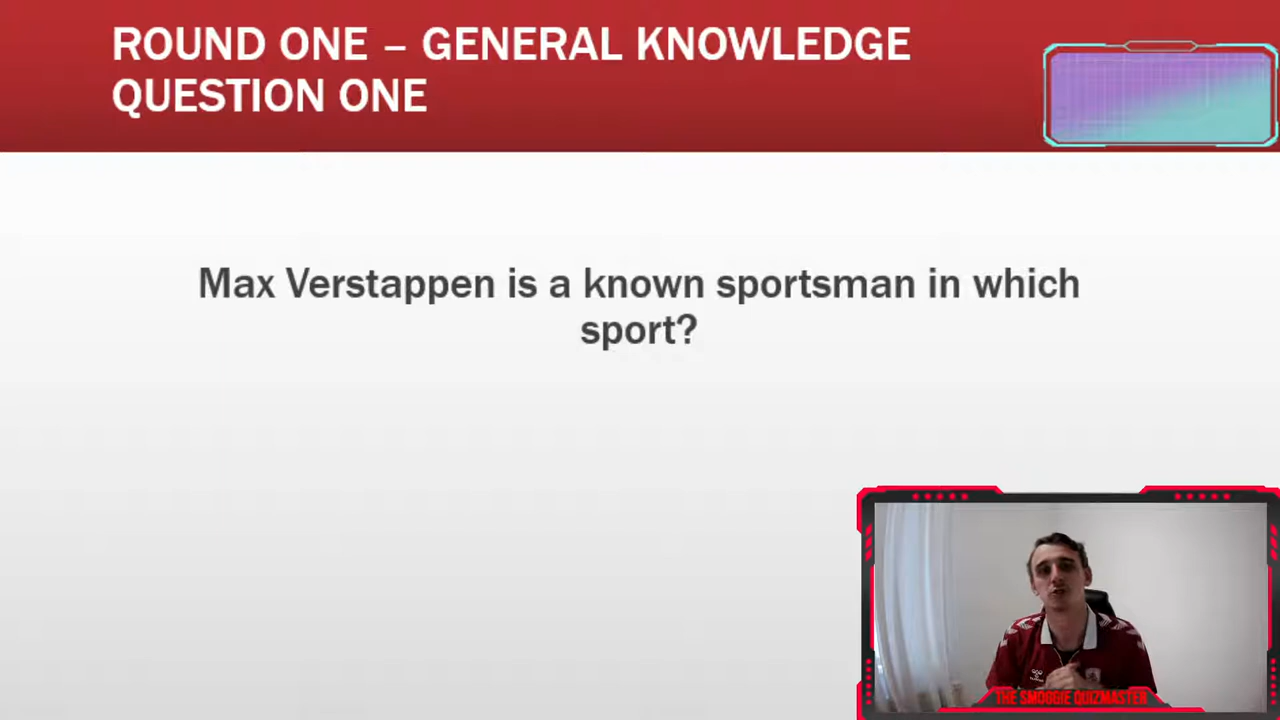 ROUND ONE – GENERAL KNOWLEDGE
QUESTION ONE
Max Verstappen is a known sportsman in which
sport?
THE SMOGGIE QUIZMASTER